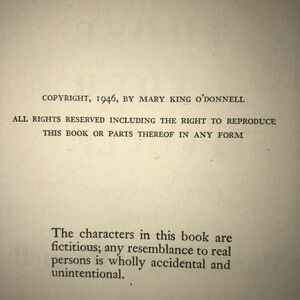 COPYRIGHT, 1946, BY MARY KING O'DONNELL
ALL RIGHTS RESERVED INCLUDING THE RIGHT TO REPRODUCE
THIS BOOK OR PARTS THEREOF IN ANY FORM
The characters in this book are
fictitious; any resemblance to real
persons is wholly accidental and
unintentional.